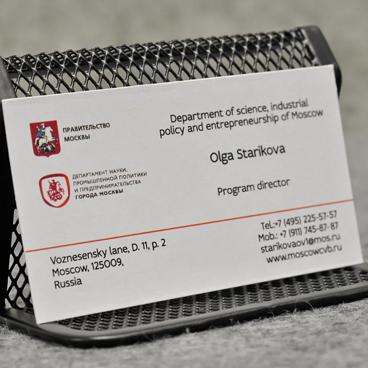 ПРАВИТЕЛЬСТВО
МОСКВЫ
ДЕПАРТАМЕНТ НАУКИ,
ПРОМЫШЛЕННОЙ ПОЛИТИКИ
И ПРЕДПРИНИМАТЕЛЬСТВА
ГОРОДА МОСКВЫ
Department of science, industrial
policy and entrepreneurship of Moscow
Olga Starikova
Program director
Voznesensky lane, D. 11, p. 2
Moscow, 125009,
Russia
Tel.:+7 (495) 225-57-57
Mob.: +7 (911) 745-87-87
starikovaov1@mos.ru
www.moscowcvb.ru